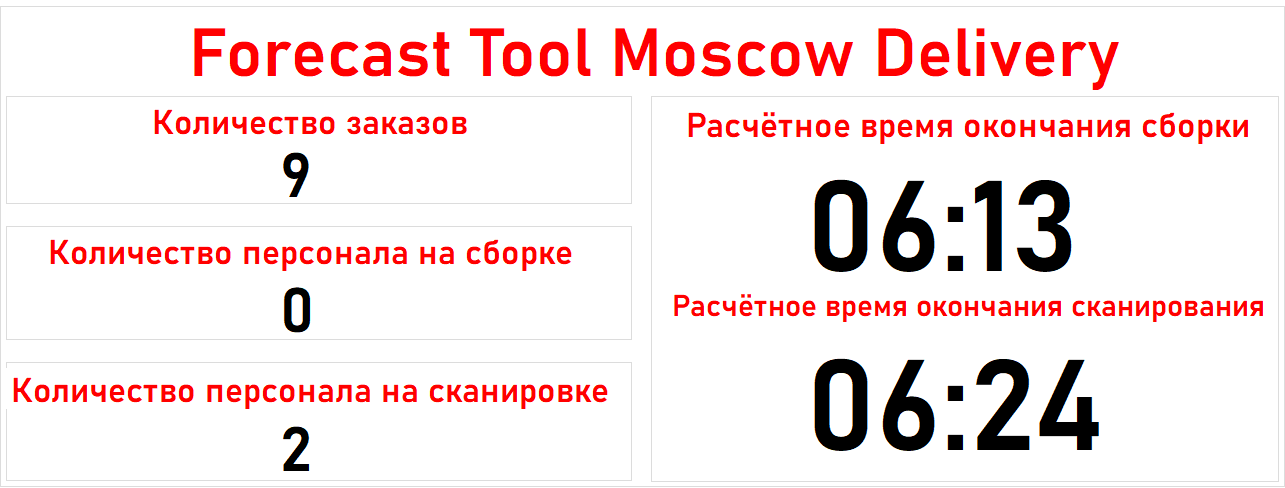 Forecast Tool Moscow Delivery
Количество заказов
9
Количество персонала на сборке
0
Количество персонала на сканировке
2
Расчётное время окончания сборки
06:13
Расчётное время окончания сканирования
06:24